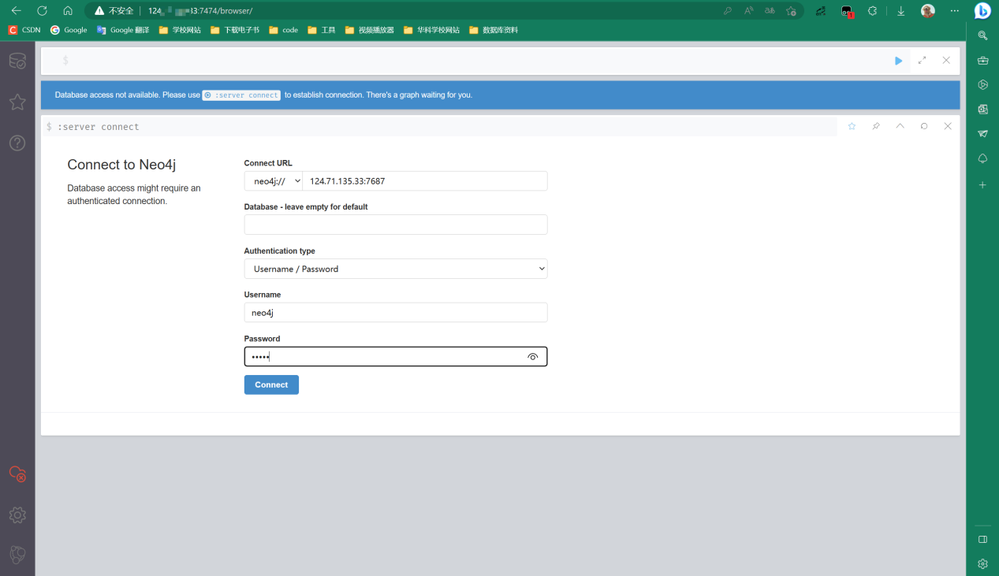 不安全 124 33:7474/browser/
CSDN Google Google 翻译 学校网站 下载电子书 code 工具 视频播放器 华科学校网站 数据库资料
$
Database access not available. Please use :server connect to establish connection. There's a graph waiting for you.
$ :server connect
Connect to Neo4j
Database access might require an
authenticated connection.
Connect URL
neo4j:// 124.71.135.33:7687
Database - leave empty for default
Authentication type
Username / Password
Username
neo4j
Password
•••••
Connect